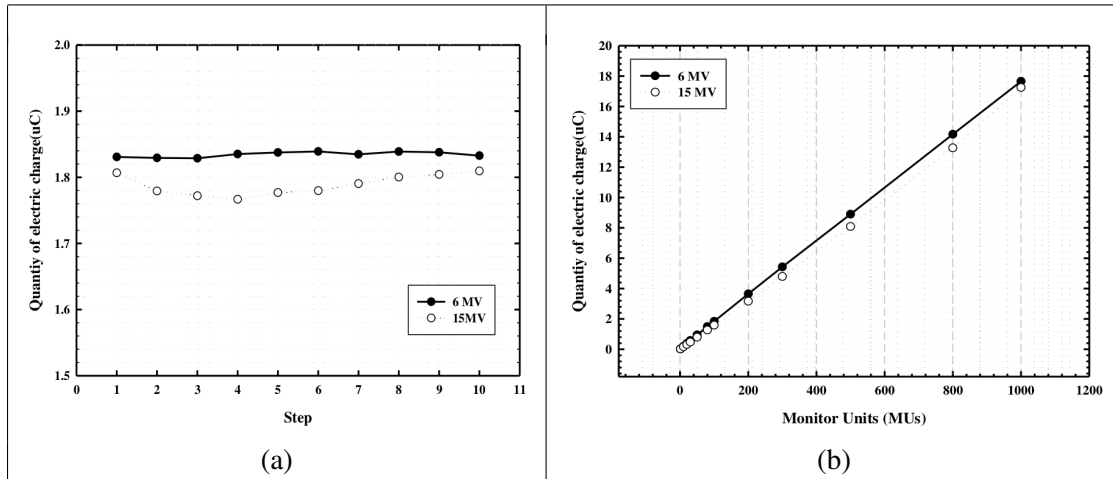 2.0
1.9
1.8
1.7
1.6
1.5
0 1 2 3 4 5 6 7 8 9 10 11
Quantiy of electric charge(uC)
Step
6 MV
15MV
(a)
20
18
16
14
12
10
8
6
4
2
0
0 200 400 600 800 1000 1200
Quantiy of electric charge(uC)
Monitor Units (MUs)
6 MV
15 MV
(b)